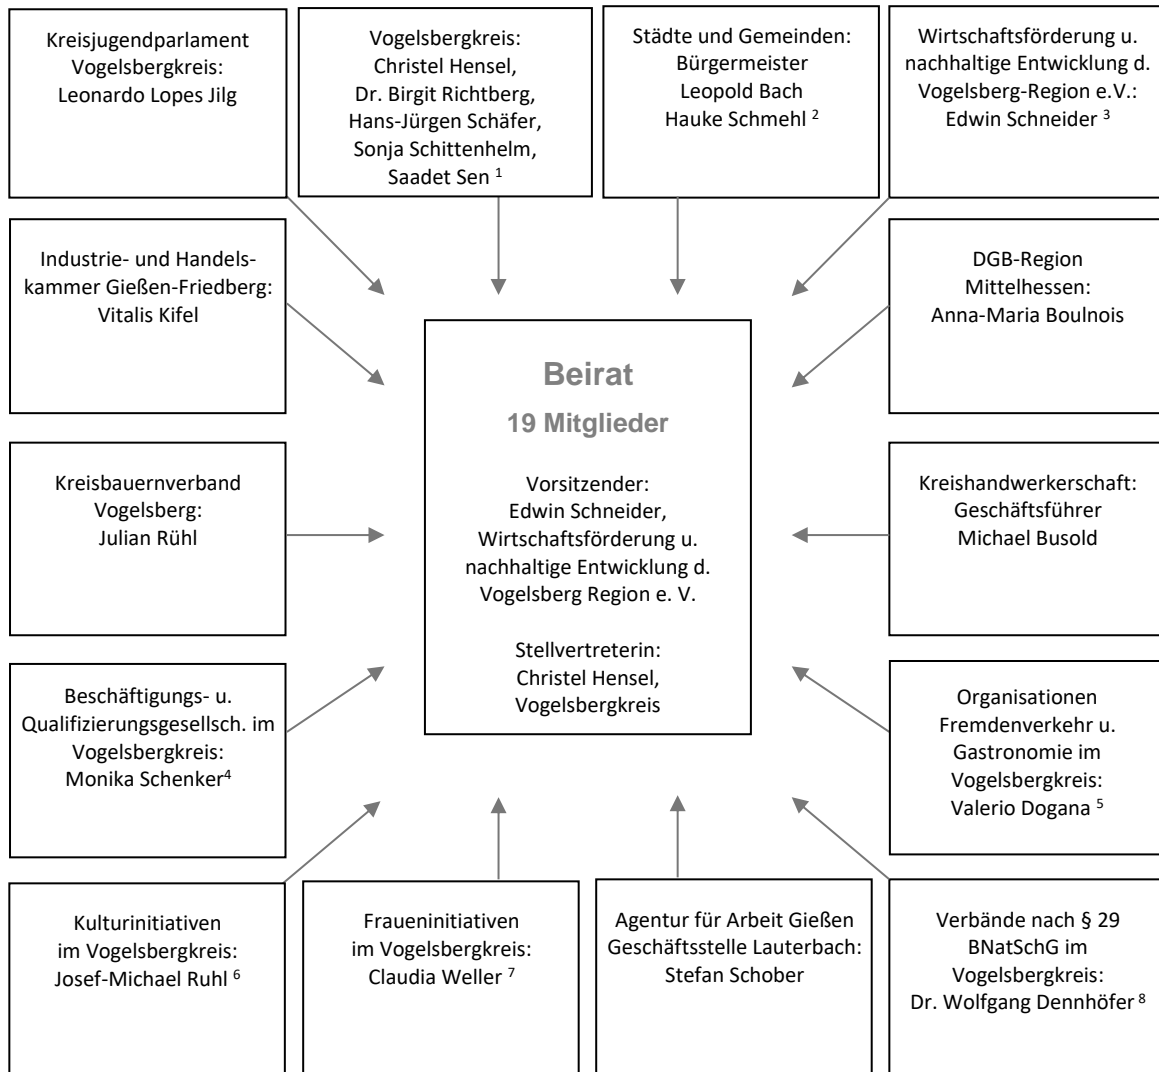 Kreisjugendparlament
Vogelsbergkreis:
Leonardo Lopes Jilg
Vogelsbergkreis:
Christel Hensel,
Dr. Birgit Richtberg,
Hans-Jürgen Schäfer,
Sonja Schittenhelm,
Saadet Sen ¹
Städte und Gemeinden:
Bürgermeister
Leopold Bach
Hauke Schmehl ²
Wirtschaftsförderung u.
nachhaltige Entwicklung d.
Vogelsberg-Region e.V.:
Edwin Schneider ³
Industrie- und Handels-
kammer Gießen-Friedberg:
Vitalis Kifel
DGB-Region
Mittelhessen:
Anna-Maria Boulnois
Beirat
19 Mitglieder
Vorsitzender:
Edwin Schneider,
Wirtschaftsförderung u.
nachhaltige Entwicklung d.
Vogelsberg Region e. V.
Stellvertreterin:
Christel Hensel,
Vogelsbergkreis
Kreisbauernverband
Vogelsberg:
Julian Rühl
Kreishandwerkerschaft:
Geschäftsführer
Michael Busold
Beschäftigungs- u.
Qualifizierungsgesellsch. im
Vogelsbergkreis:
Monika Schenker⁴
Organisationen
Fremdenverkehr u.
Gastronomie im
Vogelsbergkreis:
Valerio Dogana ⁵
Kulturinitiativen
im Vogelsbergkreis:
Josef-Michael Ruhl ⁶
Fraueninitiativen
im Vogelsbergkreis:
Claudia Weller ⁷
Agentur für Arbeit Gießen
Geschäftsstelle Lauterbach:
Stefan Schober
Verbände nach § 29
BNatSchG im
Vogelsbergkreis:
Dr. Wolfgang Dennhöfer ⁸